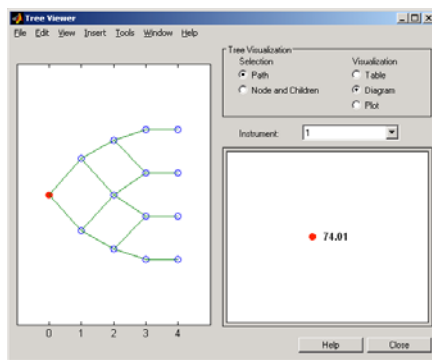 Tree Viewer
File Edit View Insert Tools Window Help
Tree Visualization
Selection
Visualization
Path
Table
Node and Children
Diagram
Plot
Instrument:
1
74.01
0 1 2 3 4
Help
Close